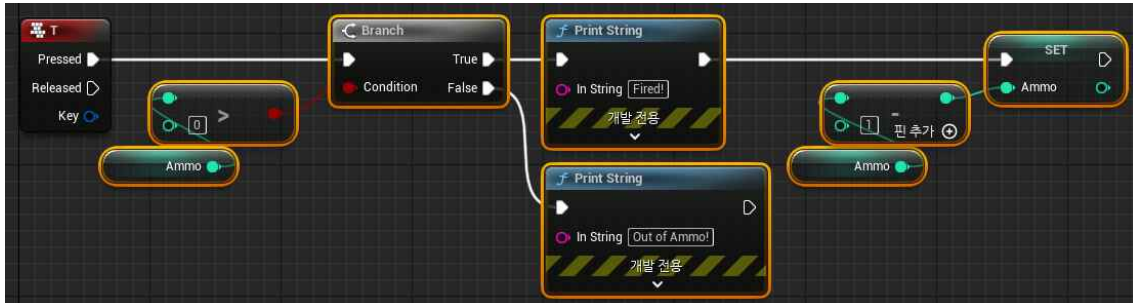 T
Pressed
Released
Key
0 >
Ammo
Branch
True
Condition False
Print String
In String Fired!
개발 전용
Print String
In String Out of Ammo!
개발 전용
-
1 핀 추가
Ammo
SET
Ammo